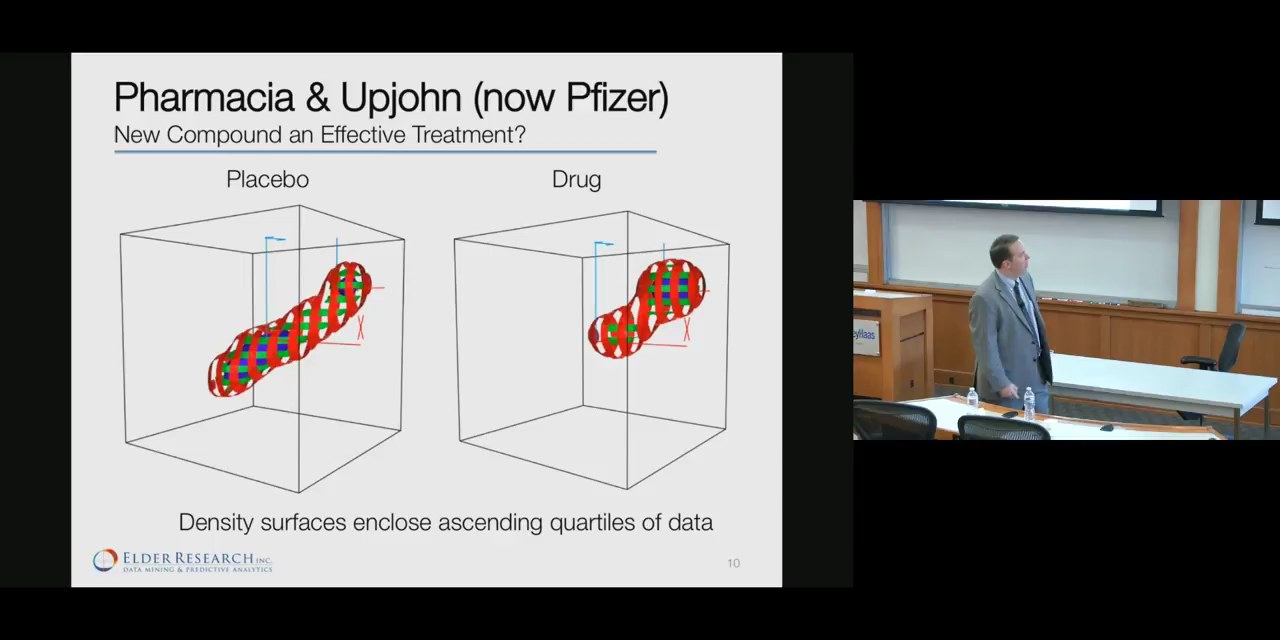 Pharmacia & Upjohn (now Pfizer)
New Compound an Effective Treatment?
Placebo
Drug
X
X
Density surfaces enclose ascending quartiles of data
ELDER RESEARCH INC.
DATA MINING & PREDICTIVE ANALYTICS
10